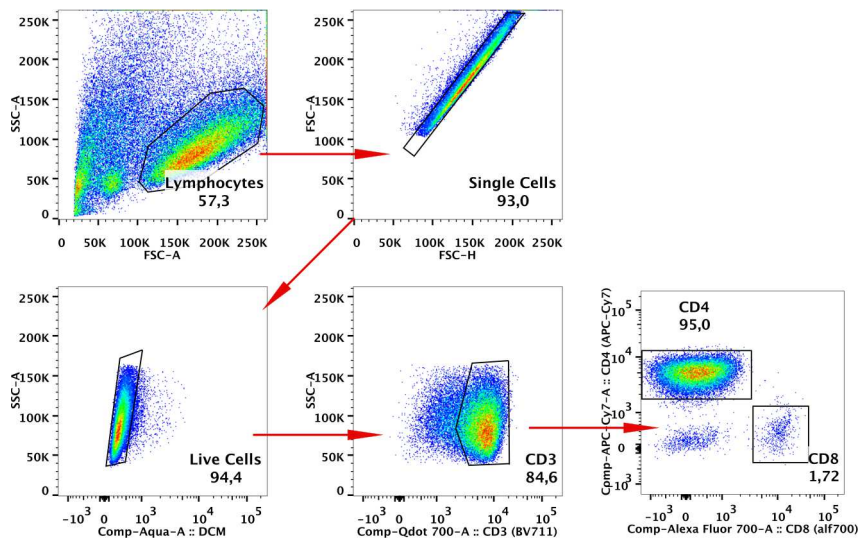 250K
200K
150K
100K
50K
0
SSC-A
Lymphocytes
57,3
0 50K 100K 150K 200K 250K
FSC-A
250K
200K
150K
100K
50K
0
FSC-A
Single Cells
93,0
0 50K 100K 150K 200K 250K
FSC-H
250K
200K
150K
100K
50K
0
SSC-A
Live Cells
94,4
-10³ 0 10³ 10⁴ 10⁵
Comp-Aqua-A :: DCM
250K
200K
150K
100K
50K
0
SSC-A
CD3
84,6
-10³ 0 10³ 10⁴ 10⁵
Comp-Qdot 700-A :: CD3 (BV711)
10⁵
10⁴
10³
0
10³
Cpmp-APC-Cy7-A :: CD4 (APC-Cy7)
CD4
95,0
CD8
1,72
-10³ 0 10³ 10⁴ 10⁵
Comp-Alexa Fluor 700-A :: CD8 (alf700)